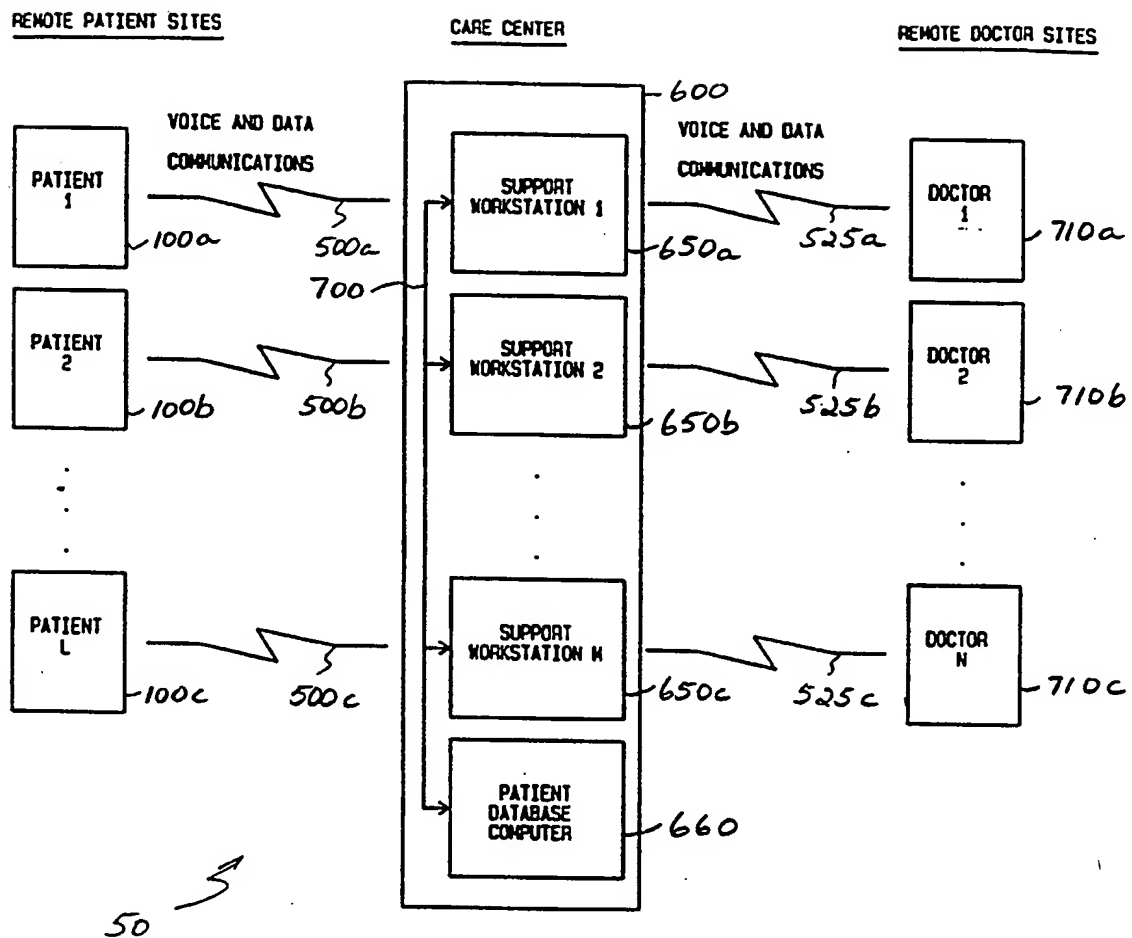 REMOTE PATIENT SITES
CARE CENTER
REMOTE DOCTOR SITES
600
VOICE AND DATA
COMMUNICATIONS
VOICE AND DATA
COMMUNICATIONS
PATIENT
1
100a
500a
SUPPORT
WORKSTATION 1
650a
525a
DOCTOR
1
710a
700
PATIENT
2
100b
500b
SUPPORT
WORKSTATION 2
650b
525b
DOCTOR
2
710b
PATIENT
L
100c
500c
SUPPORT
WORKSTATION M
650c
525c
DOCTOR
N
710c
PATIENT
DATABASE
COMPUTER
660
50